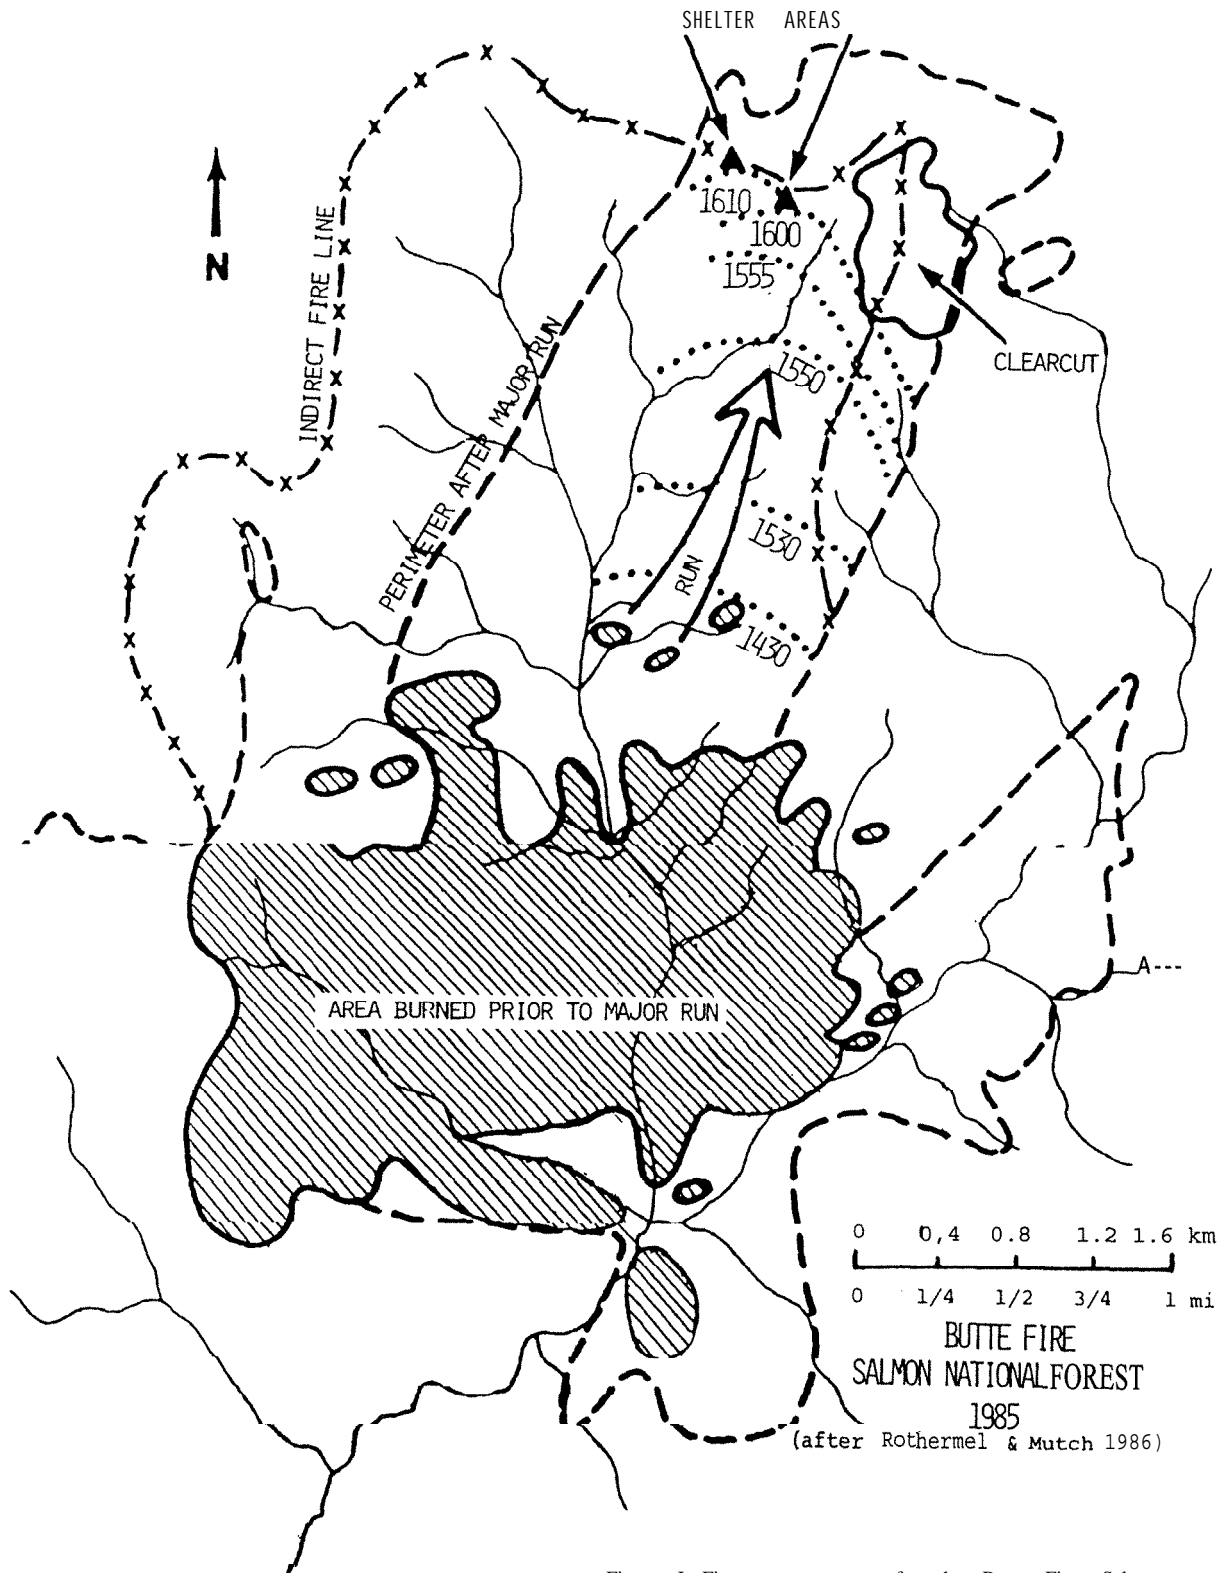 SHELTER AREAS
1610
1600
1555
N
INDIRECT FIRE LINE
CLEARCUT
1550
PERIMETER AFTER MAJOR RUN
1530
RUN
1430
A---
AREA BURNED PRIOR TO MAJOR RUN
0 0,4 0.8 1.2 1.6 km
0 1/4 1/2 3/4 1 mi
BUTTE FIRE
SALMON NATIONAL FOREST
1985
(after Rothermel & Mutch 1986)